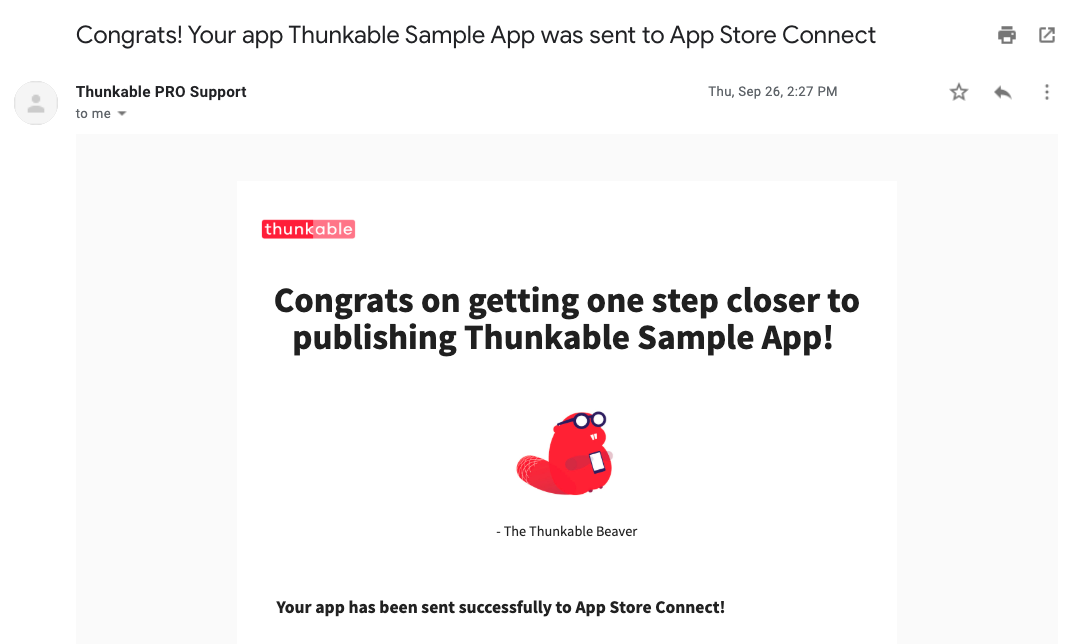 Congrats! Your app Thunkable Sample App was sent to App Store Connect
Thunkable PRO Support
Thu, Sep 26, 2:27 PM
to me
thunkable
Congrats on getting one step closer to
publishing Thunkable Sample App!
- The Thunkable Beaver
Your app has been sent successfully to App Store Connect!